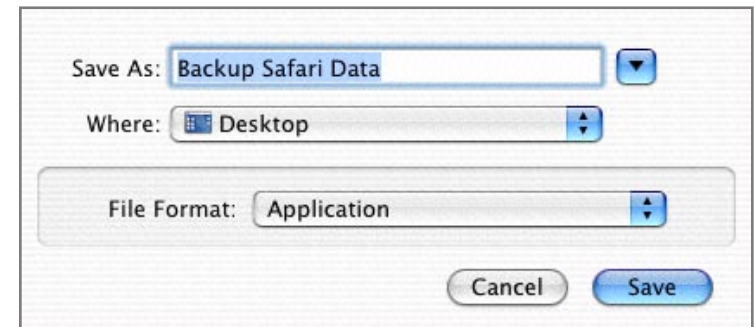 Save As: Backup Safari Data
Where: Desktop
File Format: Application
Cancel Save